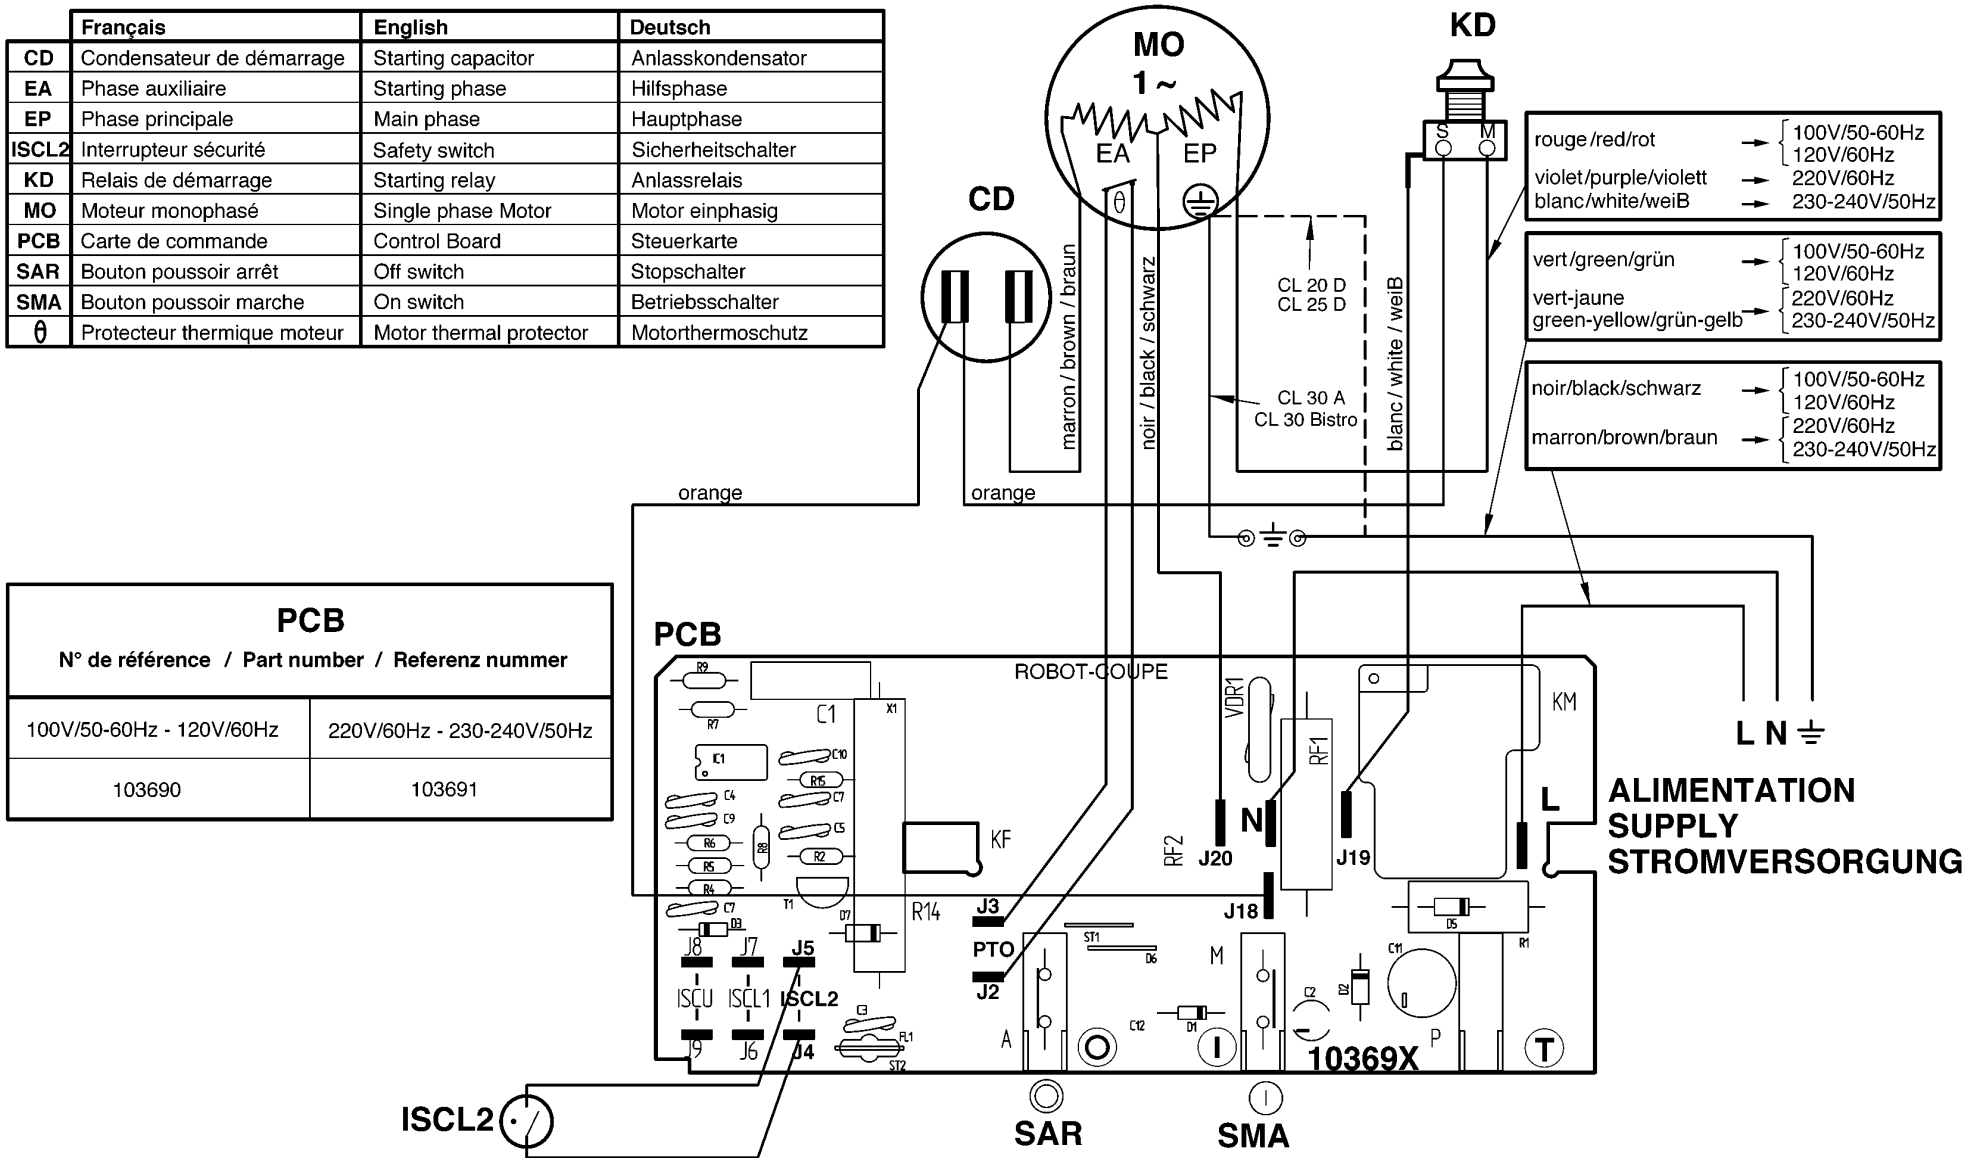 Français English Deutsch
CD Condensateur de démarrage Starting capacitor Anlasskondensator
EA Phase auxiliaire Starting phase Hilfsphase
EP Phase principale Main phase Hauptphase
ISCL2 Interrupteur sécurité Safety switch Sicherheitschalter
KD Relais de démarrage Starting relay Anlassrelais
MO Moteur monophasé Single phase Motor Motor einphasig
PCB Carte de commande Control Board Steuerkarte
SAR Bouton poussoir arrêt Off switch Stopschalter
SMA Bouton poussoir marche On switch Betriebsschalter
θ Protecteur thermique moteur Motor thermal protector Motorthermoschutz
MO
1 ~
EA EP
θ
CD
KD
S M
rouge/red/rot 100V/50-60Hz
120V/60Hz
violet/purple/violett 220V/60Hz
blanc/white/weiB 230-240V/50Hz
vert/green/grün 100V/50-60Hz
120V/60Hz
vert-jaune 220V/60Hz
green-yellow/grün-gelb 230-240V/50Hz
noir/black/schwarz 100V/50-60Hz
120V/60Hz
marron/brown/braun 220V/60Hz
230-240V/50Hz
marron / brown / braun
noir / black / schwarz
blanc / white / weiB
CL 20 D
CL 25 D
CL 30 A
CL 30 Bistro
orange
orange
PCB
N° de référence / Part number / Referenz nummer
100V/50-60Hz - 120V/60Hz 220V/60Hz - 230-240V/50Hz
103690 103691
PCB
ROBOT-COUPE
R9
R7
C1
X1
IC1
C10
R15
C4
C7
C9
C5
R6
R8
R2
R5
R4
T1
C7
D3
D7
R14
KF
VDR1
RF1
KM
RF2
J20
N
J19
L
J18
J3
PTO
J2
ST1
D6
J8 J7 J5
ISCU ISCL1 ISCL2
J9 J6 J4
C3
FL1
ST2
A
O
C12
D1
I
M
C2
D2
C11
D5
R1
P
T
10369X
L N
ALIMENTATION
SUPPLY
STROMVERSORGUNG
ISCL2
SAR
SMA